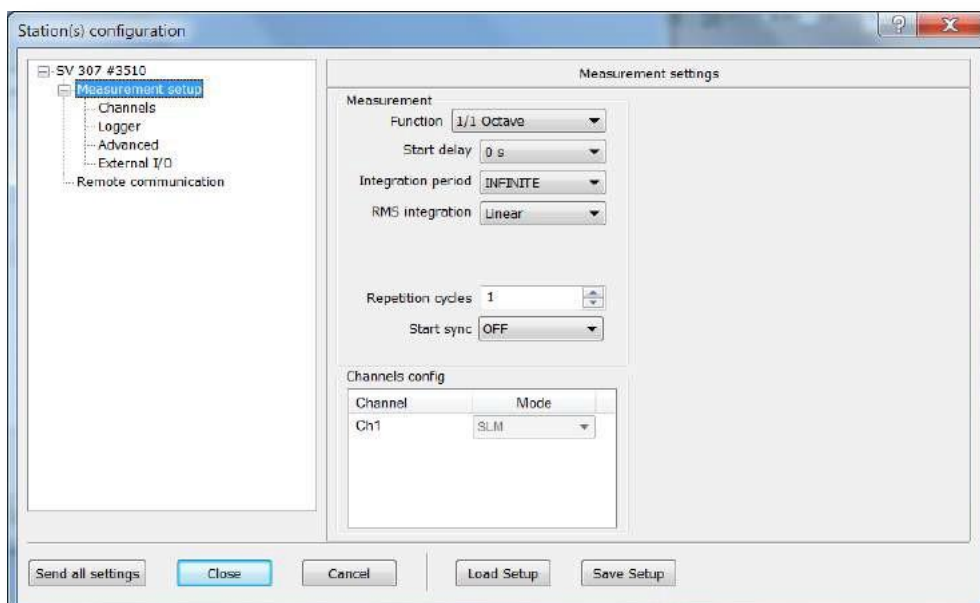 Station(s) configuration
SV 307 #3510
Measurement setup
Channels
Logger
Advanced
External I/O
Remote communication
Measurement settings
Measurement
Function 1/1 Octave
Start delay 0 s
Integration period INFINITE
RMS integration Linear
Repetition cycles 1
Start sync OFF
Channels config
Channel Mode
Ch1 SLM
Send all settings Close Cancel Load Setup Save Setup